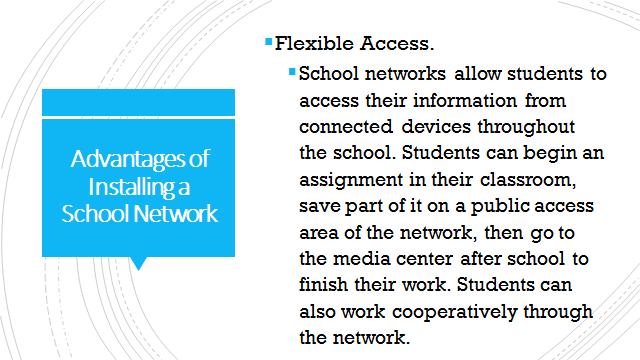 Advantages of
Installing a
School Network
Flexible Access.
School networks allow students to
access their information from
connected devices throughout
the school. Students can begin an
assignment in their classroom,
save part of it on a public access
area of the network, then go to
the media center after school to
finish their work. Students can
also work cooperatively through
the network.